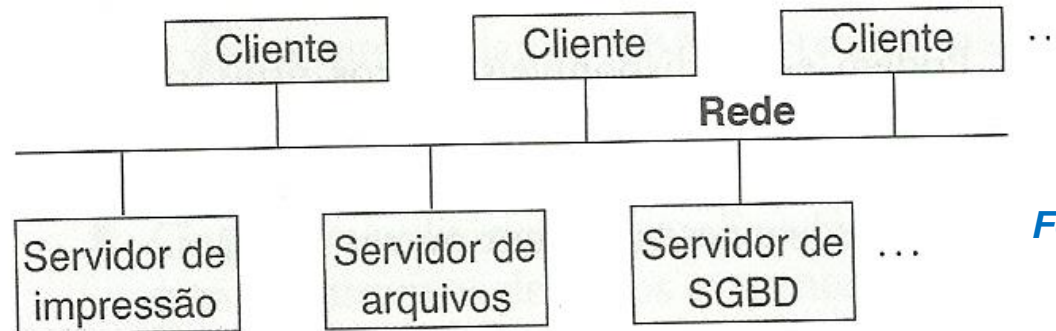 Cliente
Cliente
Cliente
..
Rede
Servidor de
impressão
Servidor de
arquivos
Servidor de
SGBD
...
F